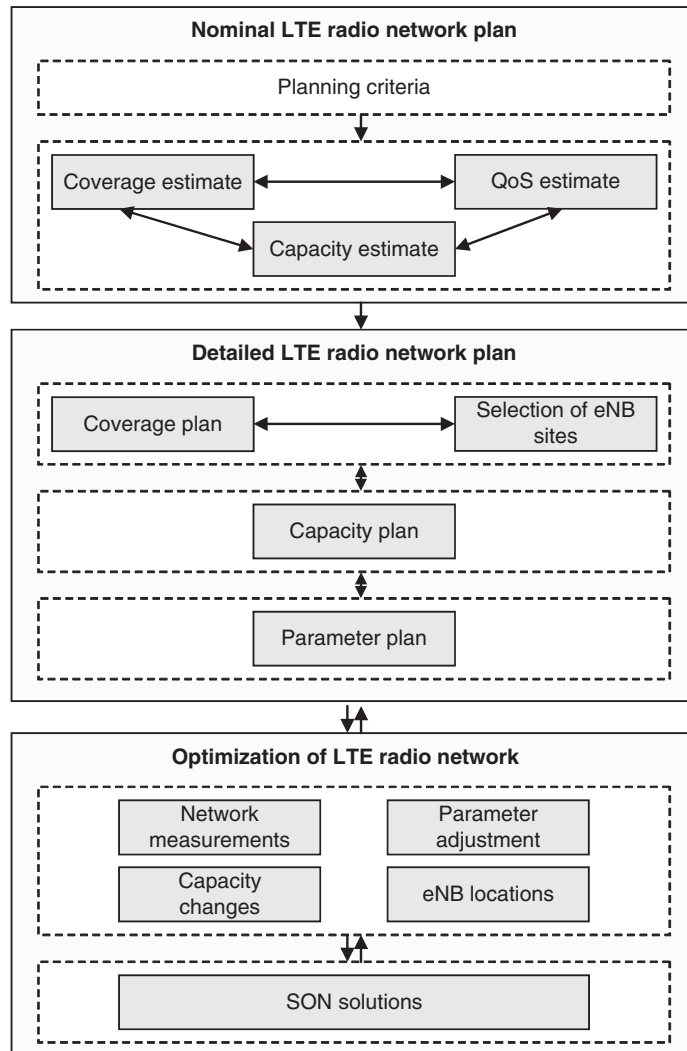 Nominal LTE radio network plan
Planning criteria
Coverage estimate
QoS estimate
Capacity estimate
Detailed LTE radio network plan
Coverage plan
Selection of eNB
sites
Capacity plan
Parameter plan
Optimization of LTE radio network
Network
measurements
Parameter
adjustment
Capacity
changes
eNB locations
SON solutions